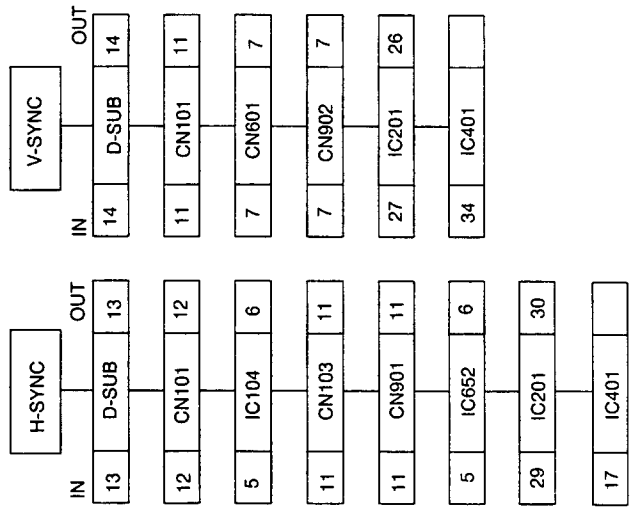 H-SYNC
IN OUT
13 D-SUB 13
12 CN101 12
5 IC104 6
11 CN103 11
11 CN901 11
5 IC652 6
29 IC201 30
17 IC401
V-SYNC
IN OUT
14 D-SUB 14
11 CN101 11
7 CN601 7
7 CN902 7
27 IC201 26
34 IC401